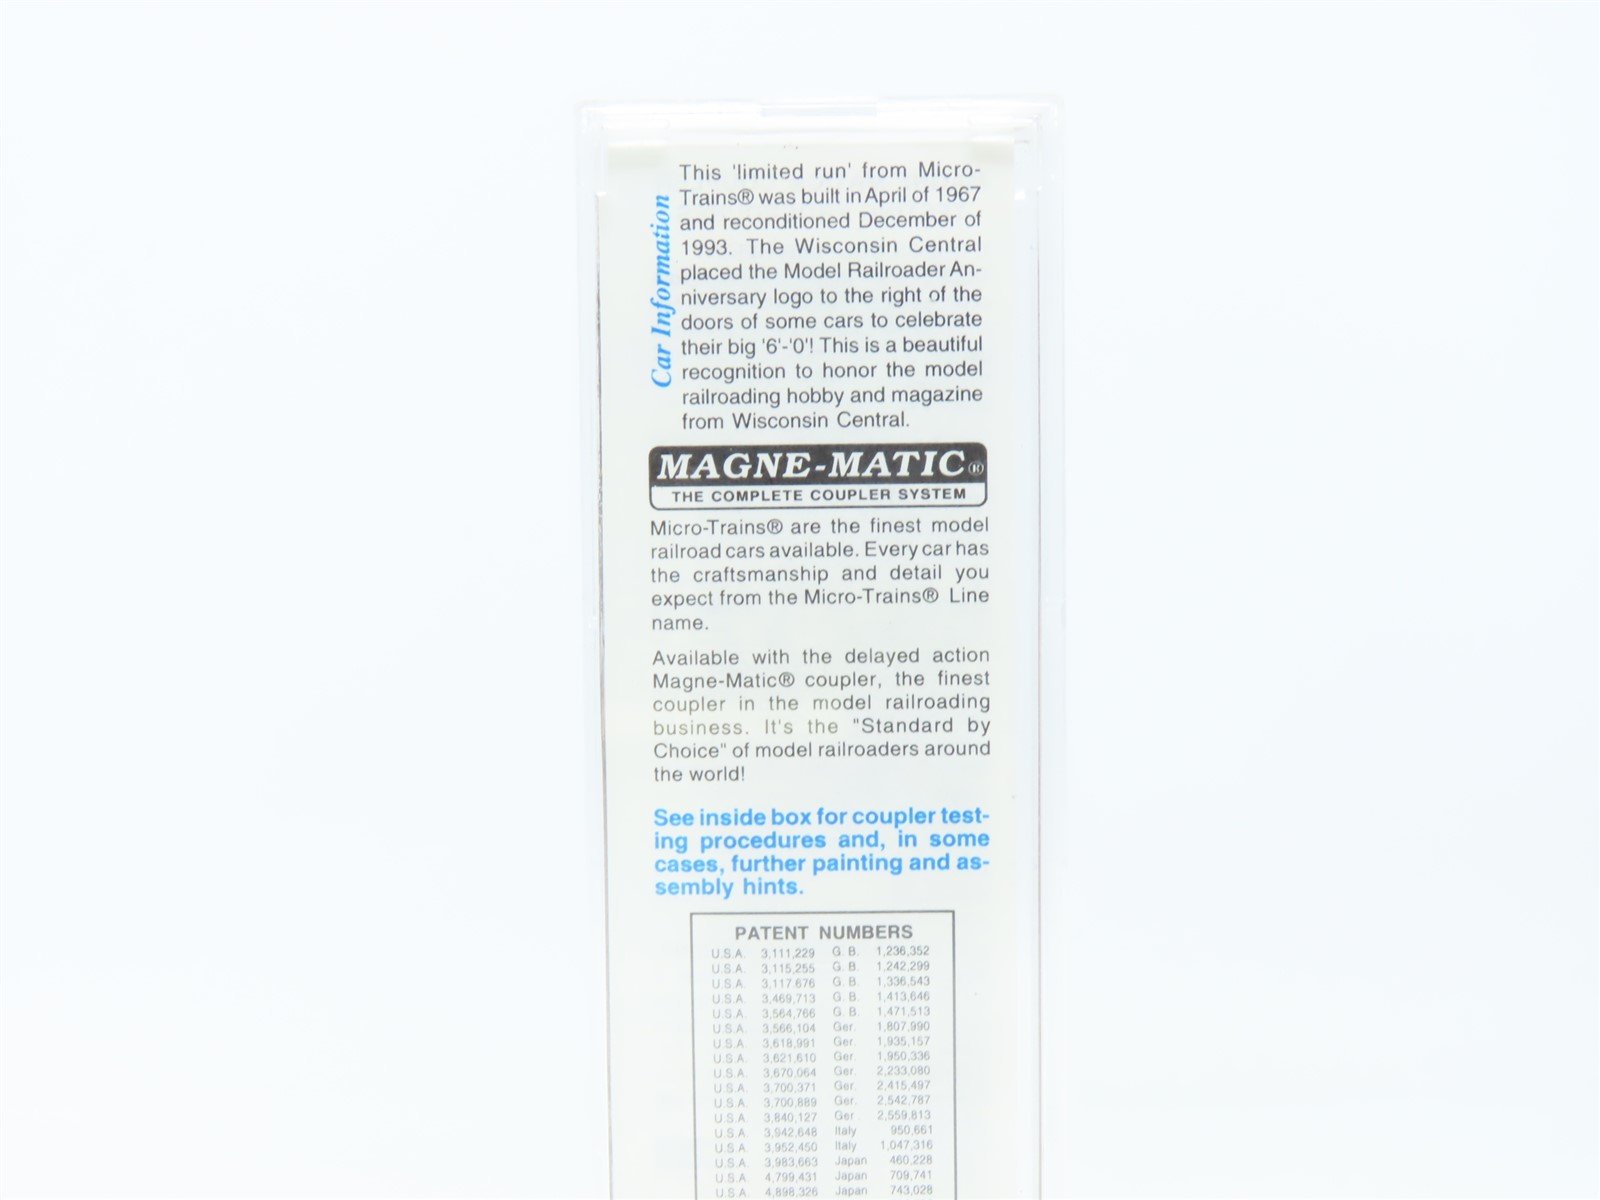 Car Information
This 'limited run' from Micro-
Trains® was built in April of 1967
and reconditioned December of
1993. The Wisconsin Central
placed the Model Railroader An-
niversary logo to the right of the
doors of some cars to celebrate
their big '6'-'0'! This is a beautiful
recognition to honor the model
railroading hobby and magazine
from Wisconsin Central.
MAGNE-MATIC®
THE COMPLETE COUPLER SYSTEM
Micro-Trains® are the finest model
railroad cars available. Every car has
the craftsmanship and detail you
expect from the Micro-Trains® Line
name.
Available with the delayed action
Magne-Matic® coupler, the finest
coupler in the model railroading
business. It's the "Standard by
Choice" of model railroaders around
the world!
See inside box for coupler test-
ing procedures and, in some
cases, further painting and as-
sembly hints.
PATENT NUMBERS
U.S.A. 3,111,229 G. B. 1,236,352
U.S.A. 3,115,255 G. B. 1,242,299
U.S.A. 3,117,676 G. B. 1,336,543
U.S.A. 3,469,713 G. B. 1,413,646
U.S.A. 3,564,766 G. B. 1,471,513
U.S.A. 3,566,104 Ger. 1,807,990
U.S.A. 3,618,991 Ger. 1,935,157
U.S.A. 3,621,610 Ger. 1,950,336
U.S.A. 3,670,064 Ger. 2,233,080
U.S.A. 3,700,371 Ger. 2,415,497
U.S.A. 3,700,889 Ger. 2,542,787
U.S.A. 3,840,127 Ger. 2,559,813
U.S.A. 3,942,648 Italy 950,661
U.S.A. 3,952,450 Italy 1,047,316
U.S.A. 3,983,663 Japan 460,228
U.S.A. 4,799,431 Japan 709,741
U.S.A. 4,898,326 Japan 743,028